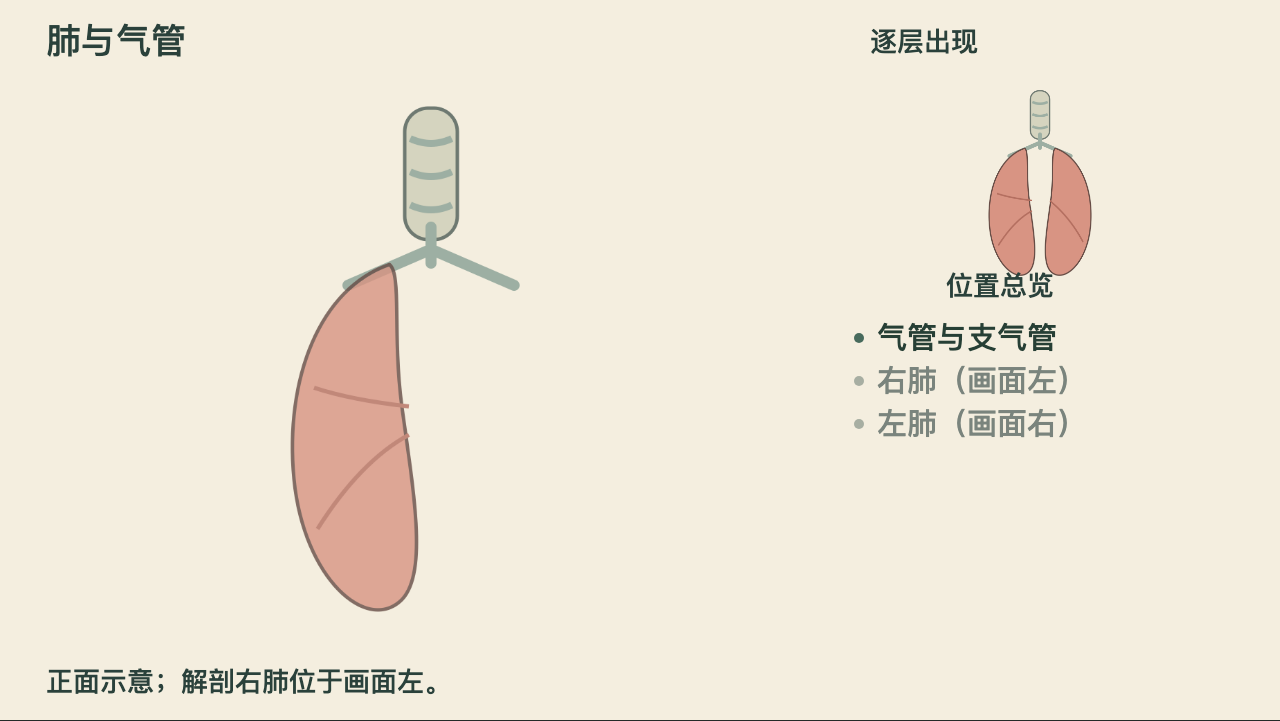 肺与气管
逐层出现
位置总览
• 气管与支气管
• 右肺（画面左）
• 左肺（画面右）
正面示意；解剖右肺位于画面左。